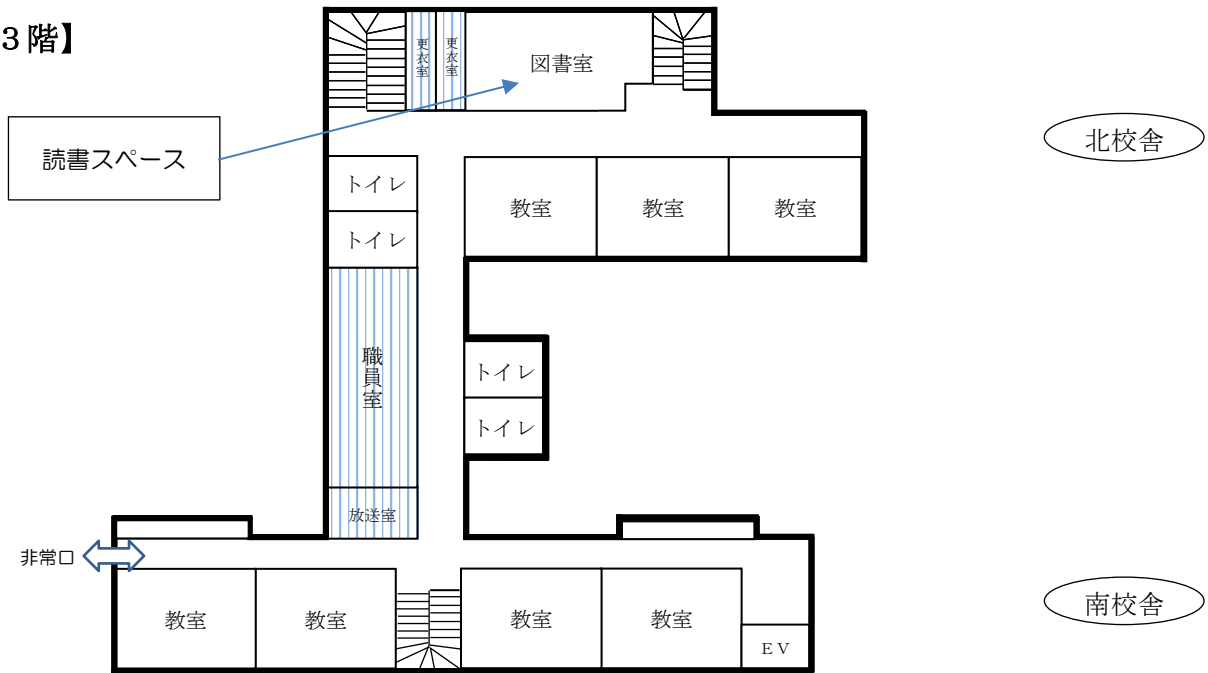 ３階】
更衣室
更衣室
図書室
読書スペース
北校舎
トイレ
教室
教室
教室
トイレ
職員室
トイレ
トイレ
放送室
非常口
教室
教室
教室
教室
ＥＶ
南校舎